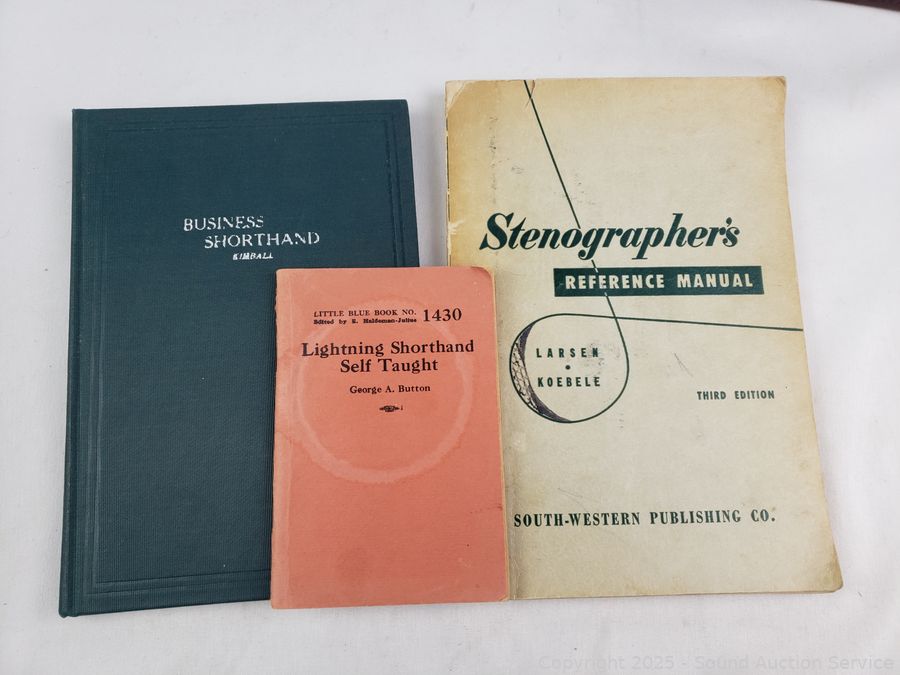 BUSINESS
SHORTHAND
KIMBALL
LITTLE BLUE BOOK NO. 1430
Edited by E. Haldeman-Julius
Lightning Shorthand
Self Taught
George A. Button
Stenographer's
REFERENCE MANUAL
LARSEN
•
KOEBELE
THIRD EDITION
SOUTH-WESTERN PUBLISHING CO.
Copyright 2025 - Sound Auction Service